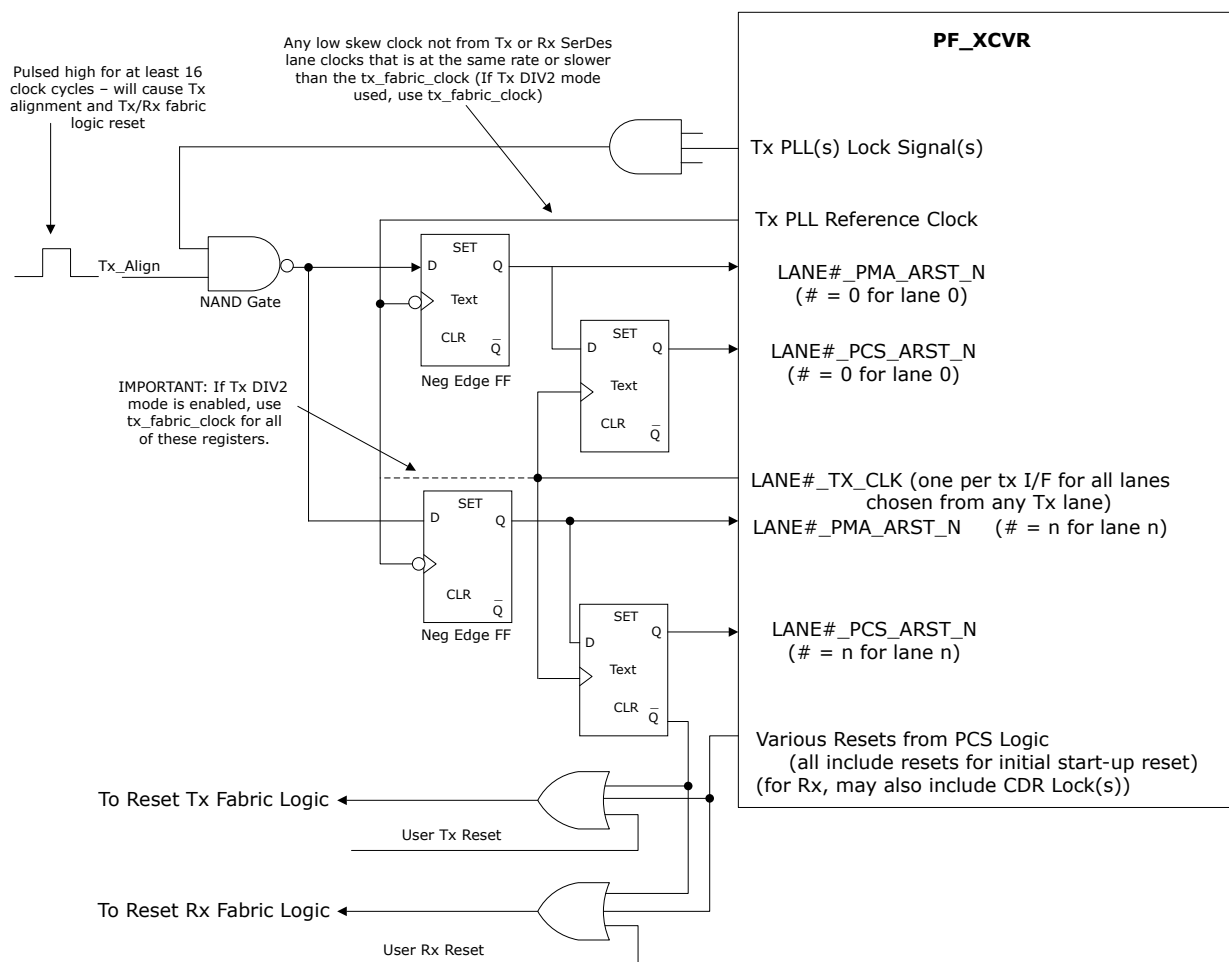 PF_XCVR
Any low skew clock not from Tx or Rx SerDes
lane clocks that is at the same rate or slower
than the tx_fabric_clock (If Tx DIV2 mode
used, use tx_fabric_clock)
Pulsed high for at least 16
clock cycles – will cause Tx
alignment and Tx/Rx fabric
logic reset
Tx PLL(s) Lock Signal(s)
Tx PLL Reference Clock
Tx_Align
NAND Gate
SET
D
Q
Text
CLR
Q
Neg Edge FF
LANE#_PMA_ARST_N
(# = 0 for lane 0)
SET
D
Q
Text
CLR
Q
LANE#_PCS_ARST_N
(# = 0 for lane 0)
IMPORTANT: If Tx DIV2
mode is enabled, use
tx_fabric_clock for all
of these registers.
LANE#_TX_CLK (one per tx I/F for all lanes
chosen from any Tx lane)
SET
D
Q
CLR
Q
Neg Edge FF
LANE#_PMA_ARST_N (# = n for lane n)
SET
D
Q
Text
CLR
Q
LANE#_PCS_ARST_N
(# = n for lane n)
Various Resets from PCS Logic
(all include resets for initial start-up reset)
(for Rx, may also include CDR Lock(s))
To Reset Tx Fabric Logic
User Tx Reset
To Reset Rx Fabric Logic
User Rx Reset